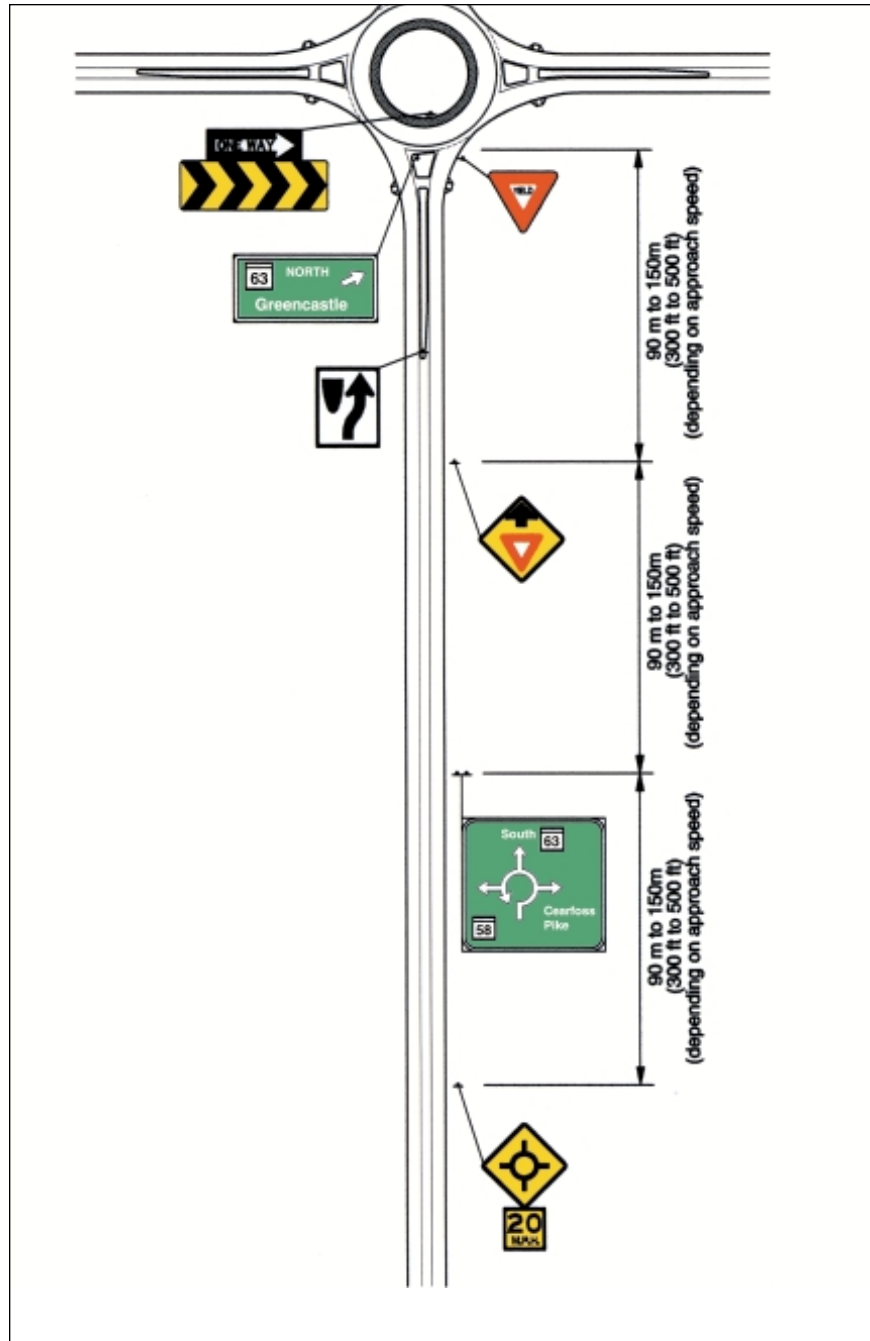 ONE WAY
YIELD
63 NORTH
Greencastle
90 m to 150m
(300 ft to 500 ft)
(depending on approach speed)
90 m to 150m
(300 ft to 500 ft)
(depending on approach speed)
South 63
Cearfoss
Pike
58
90 m to 150m
(300 ft to 500 ft)
(depending on approach speed)
20
M.P.H.